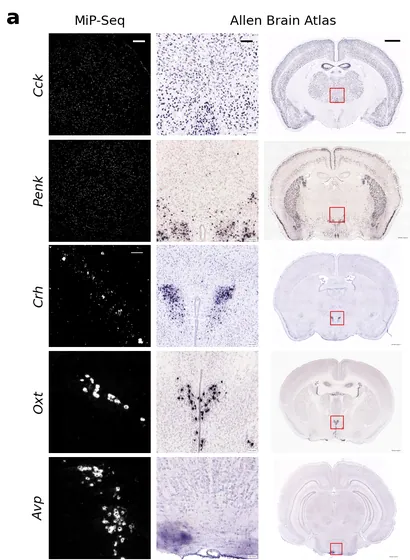 a
MiP-Seq
Allen Brain Atlas
Cck
Penk
Crh
Oxt
Avp